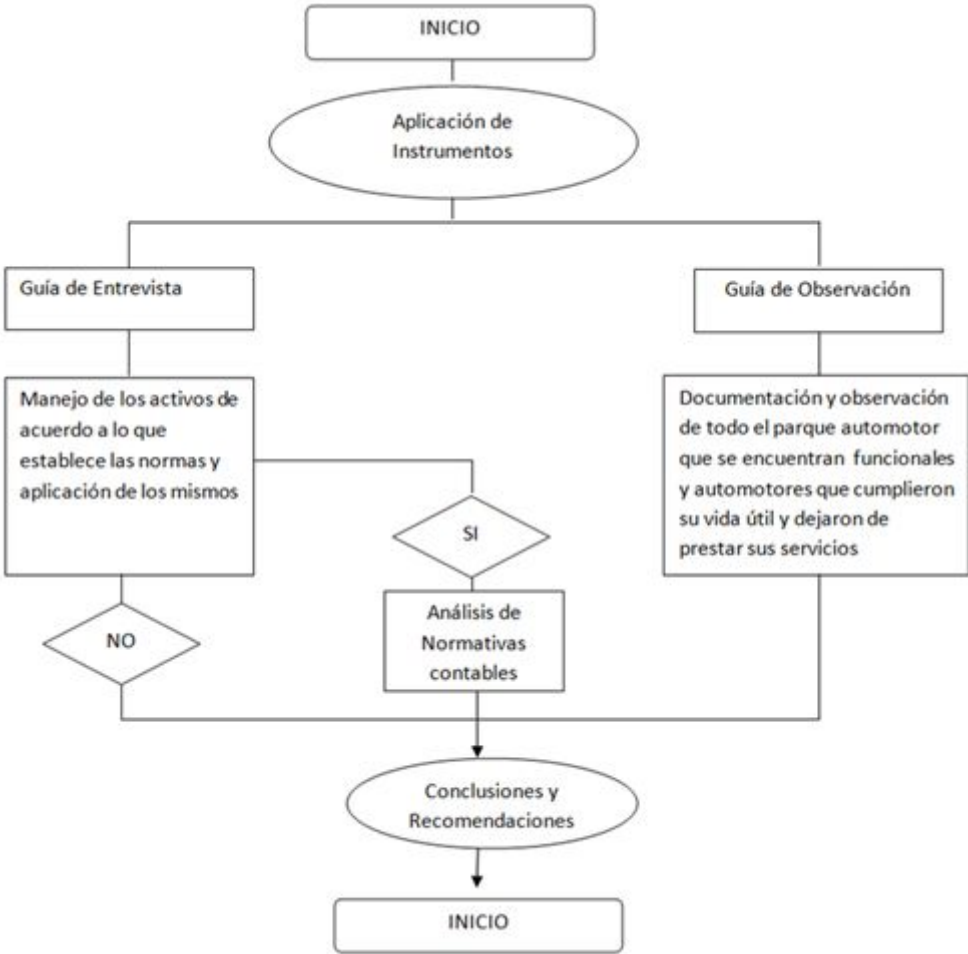 INICIO
Aplicación de
Instrumentos
Guía de Entrevista
Guía de Observación
Manejo de los activos de
acuerdo a lo que
establece las normas y
aplicación de los mismos
Documentación y observación
de todo el parque automotor
que se encuentran funcionales
y automotores que cumplieron
su vida útil y dejaron de
prestar sus servicios
SI
NO
Análisis de
Normativas
contables
Conclusiones y
Recomendaciones
INICIO